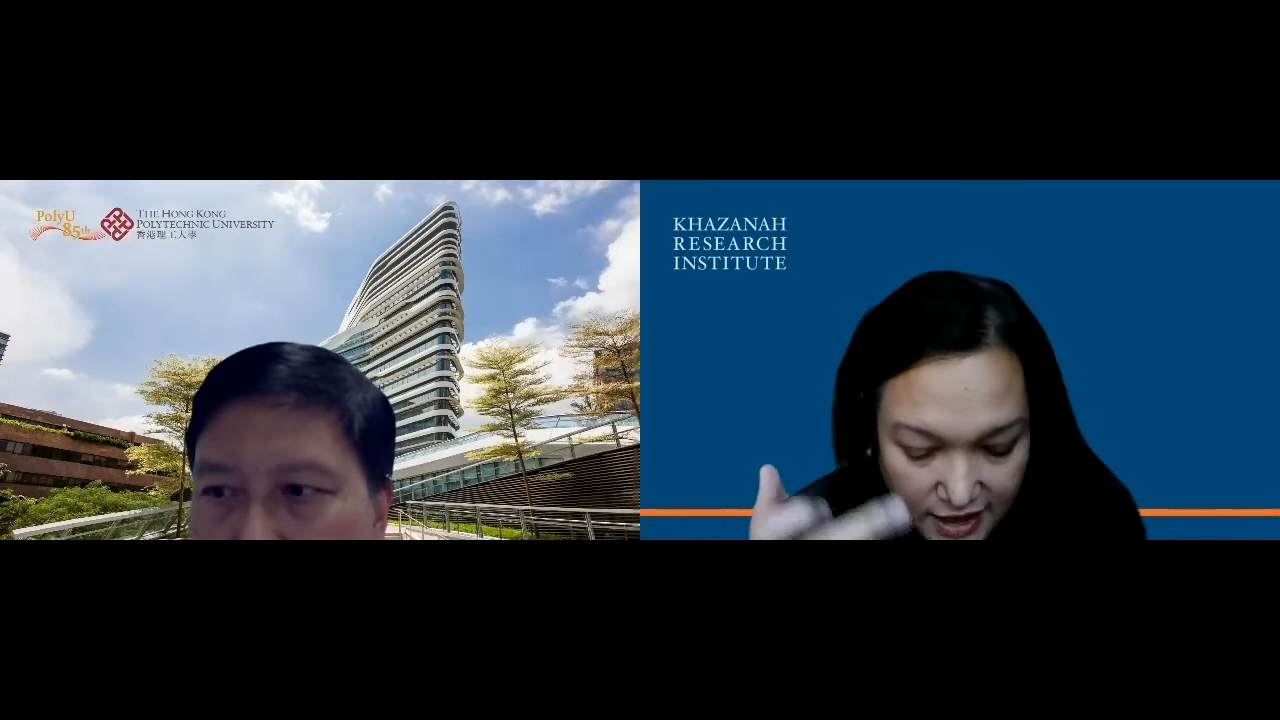 PolyU
85th
THE HONG KONG
POLYTECHNIC UNIVERSITY
香港理工大學
KHAZANAH
RESEARCH
INSTITUTE